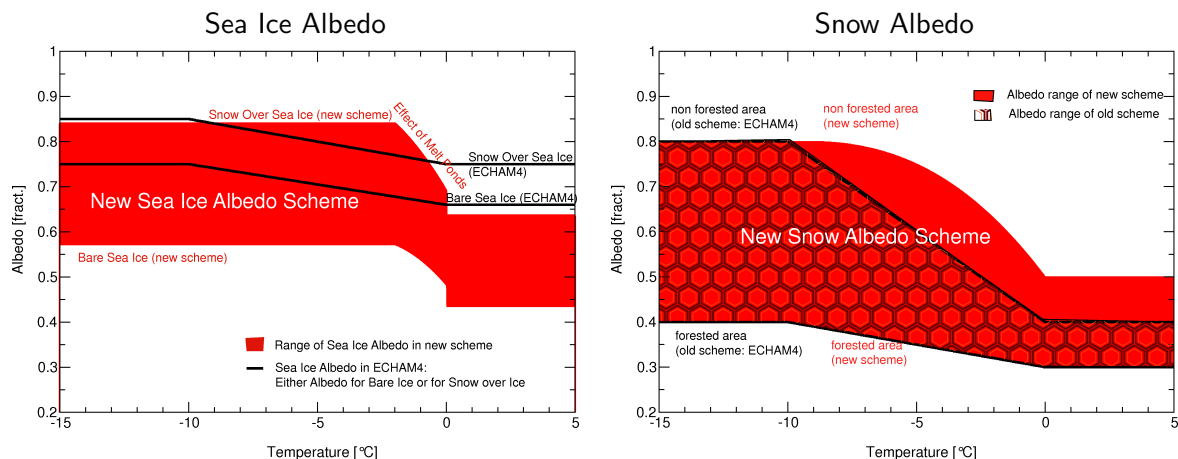 Sea Ice Albedo
1
0.9
0.8
0.7
0.6
0.5
0.4
0.3
0.2
-15
-10
-5
0
5
Albedo [fract.]
Temperature [°C]
Snow Over Sea Ice (new scheme)
Effect of Melt Ponds
Snow Over Sea Ice
(ECHAM4)
Bare Sea Ice (ECHAM4)
New Sea Ice Albedo Scheme
Bare Sea Ice (new scheme)
Range of Sea Ice Albedo in new scheme
Sea Ice Albedo in ECHAM4:
Either Albedo for Bare Ice or for Snow over Ice
Snow Albedo
1
0.9
0.8
0.7
0.6
0.5
0.4
0.3
0.2
-15
-10
-5
0
5
Albedo [fract.]
Temperature [°C]
Albedo range of new scheme
Albedo range of old scheme
non forested area
(old scheme: ECHAM4)
non forested area
(new scheme)
New Snow Albedo Scheme
forested area
(old scheme: ECHAM4)
forested area
(new scheme)